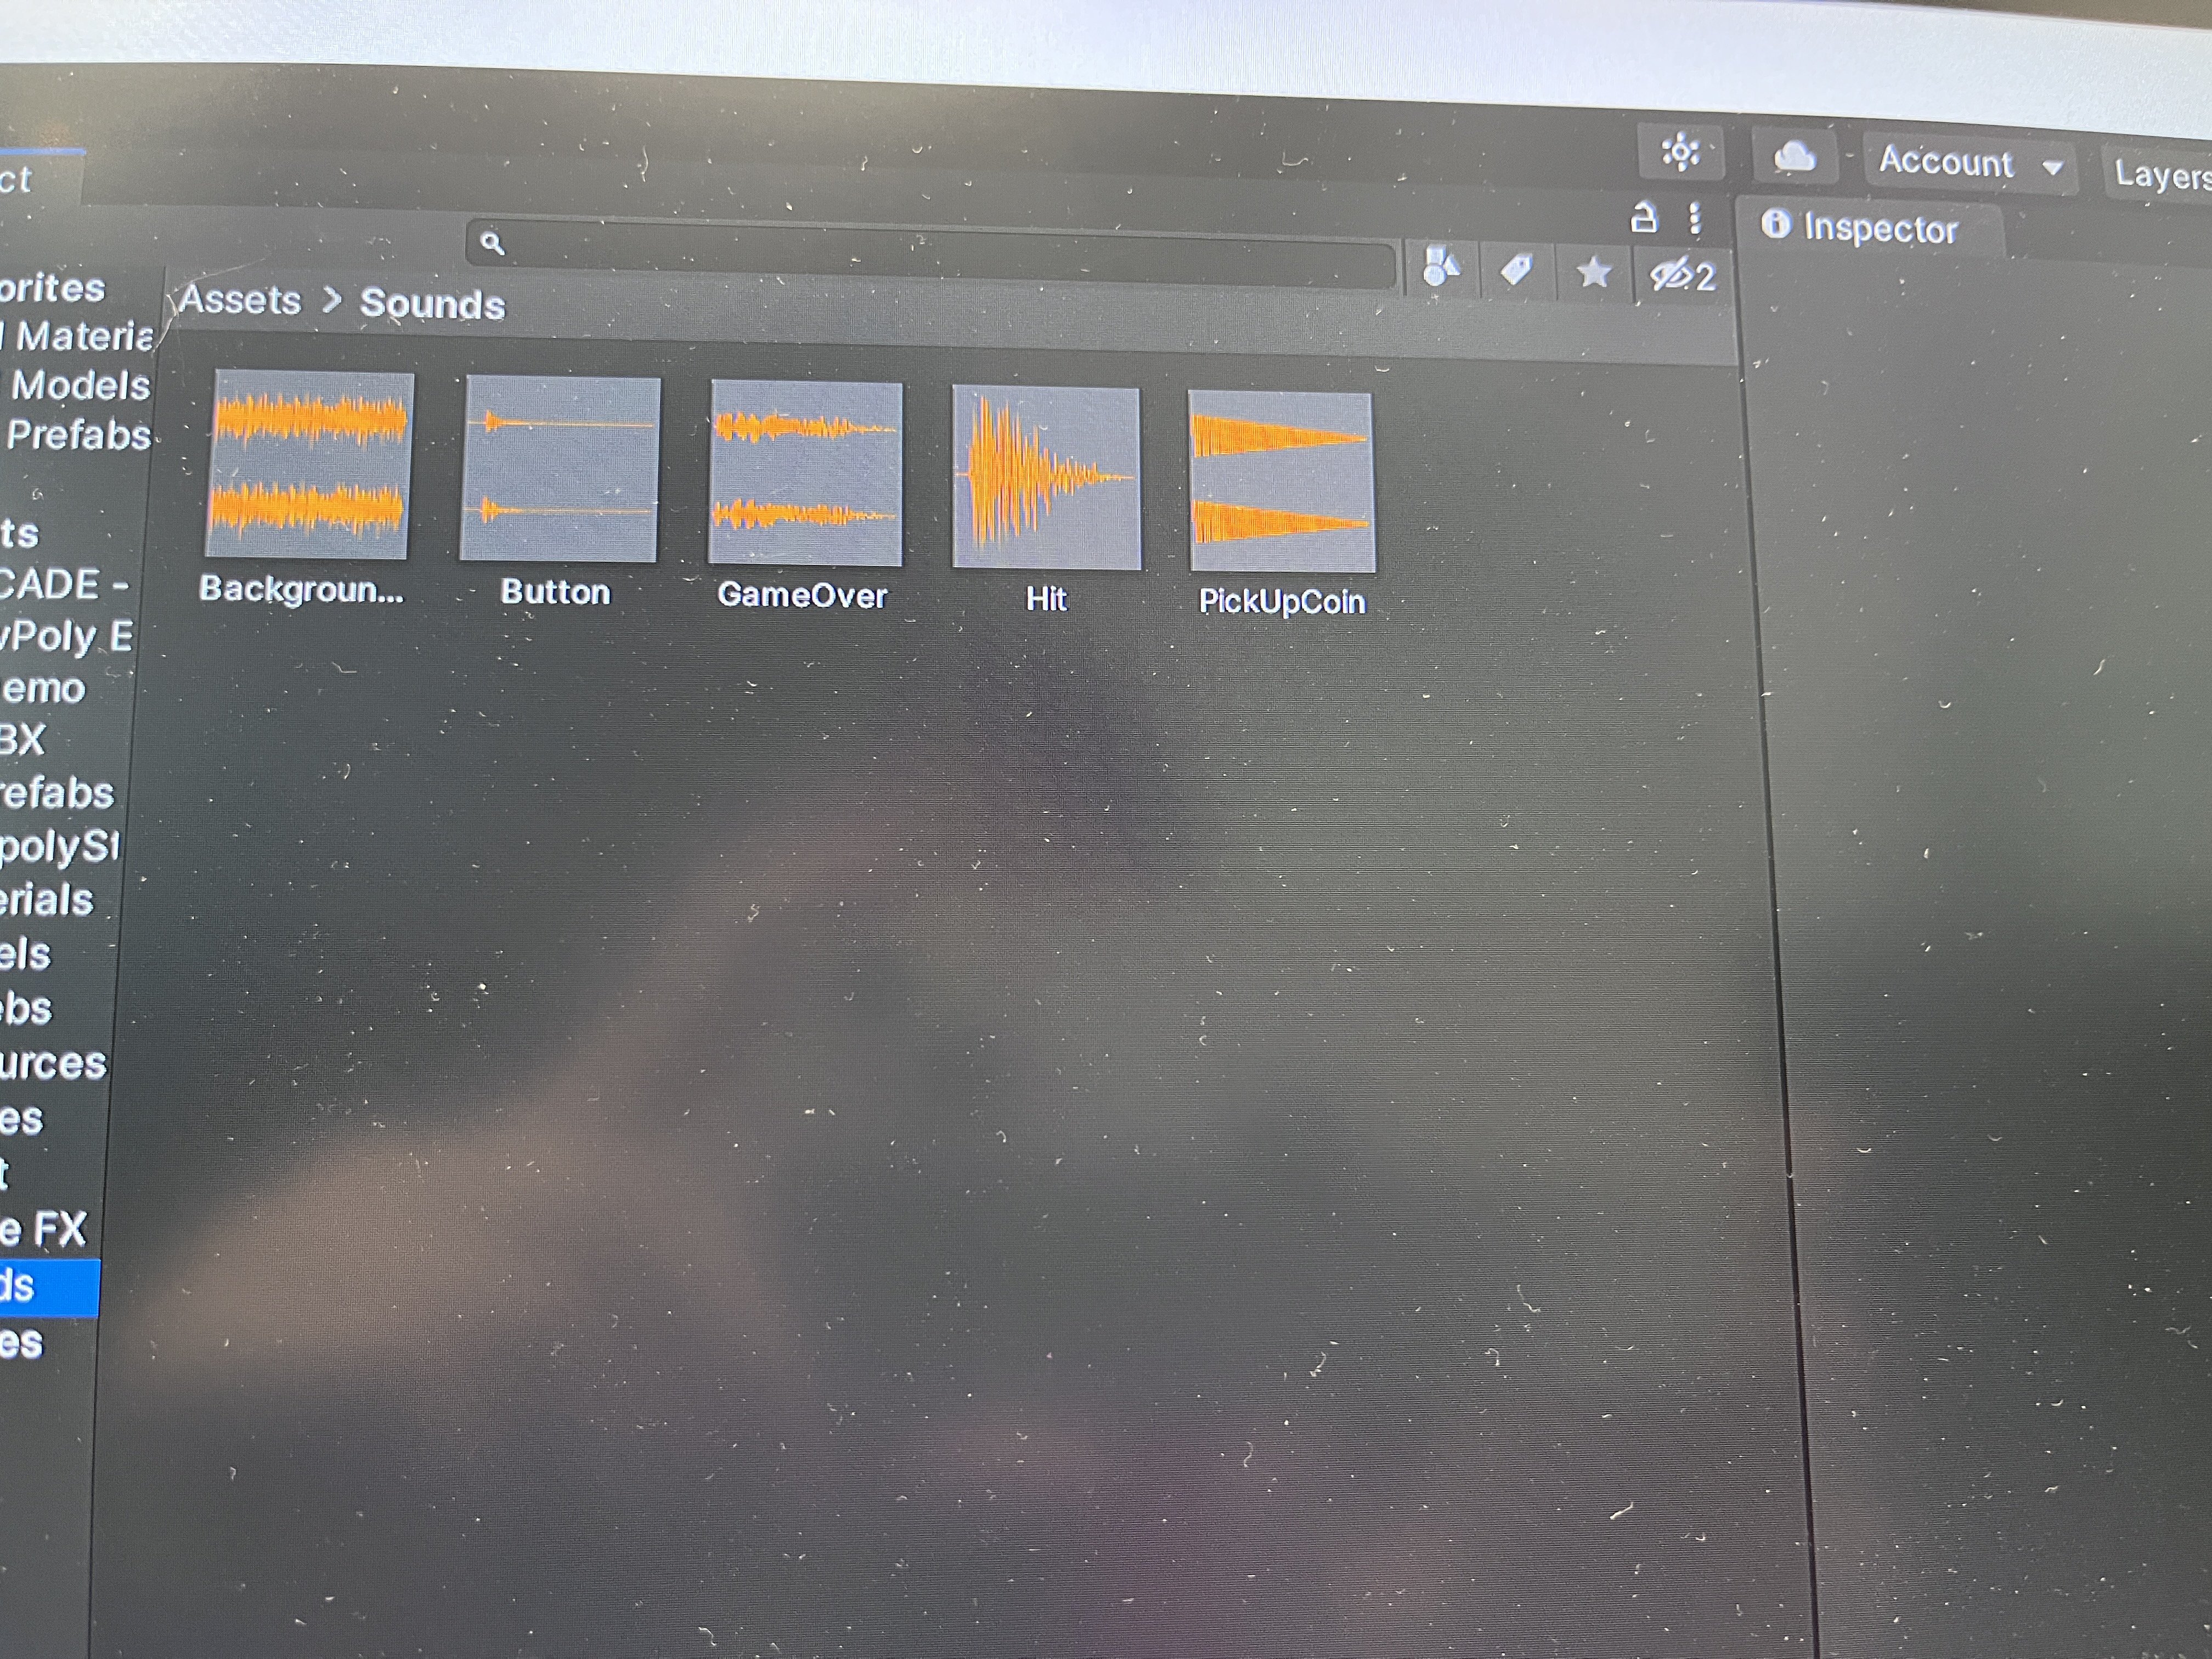 Account
Layers
ct
Inspector
2
orites
Assets > Sounds
Materia
Models
Prefabs
ts
CADE -
Poly E
emo
BX
refabs
polySt
erials
els
bs
urces
es
t
e FX
ds
es
Backgroun...
Button
GameOver
Hit
PickUpCoin